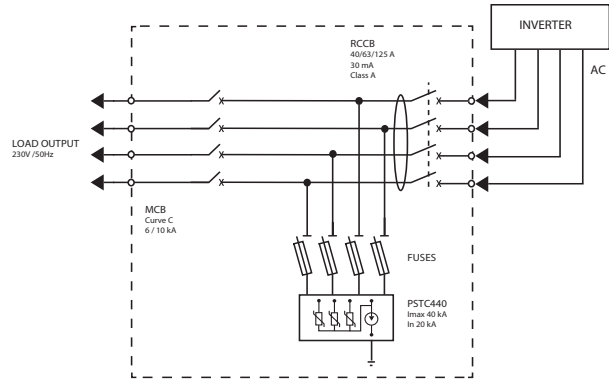 INVERTER
RCCB
40/63/125 A
30 mA
Class A
AC
LOAD OUTPUT
230V /50Hz
MCB
Curve C
6 / 10 kA
FUSES
PSTC440
Imax 40 kA
In 20 kA